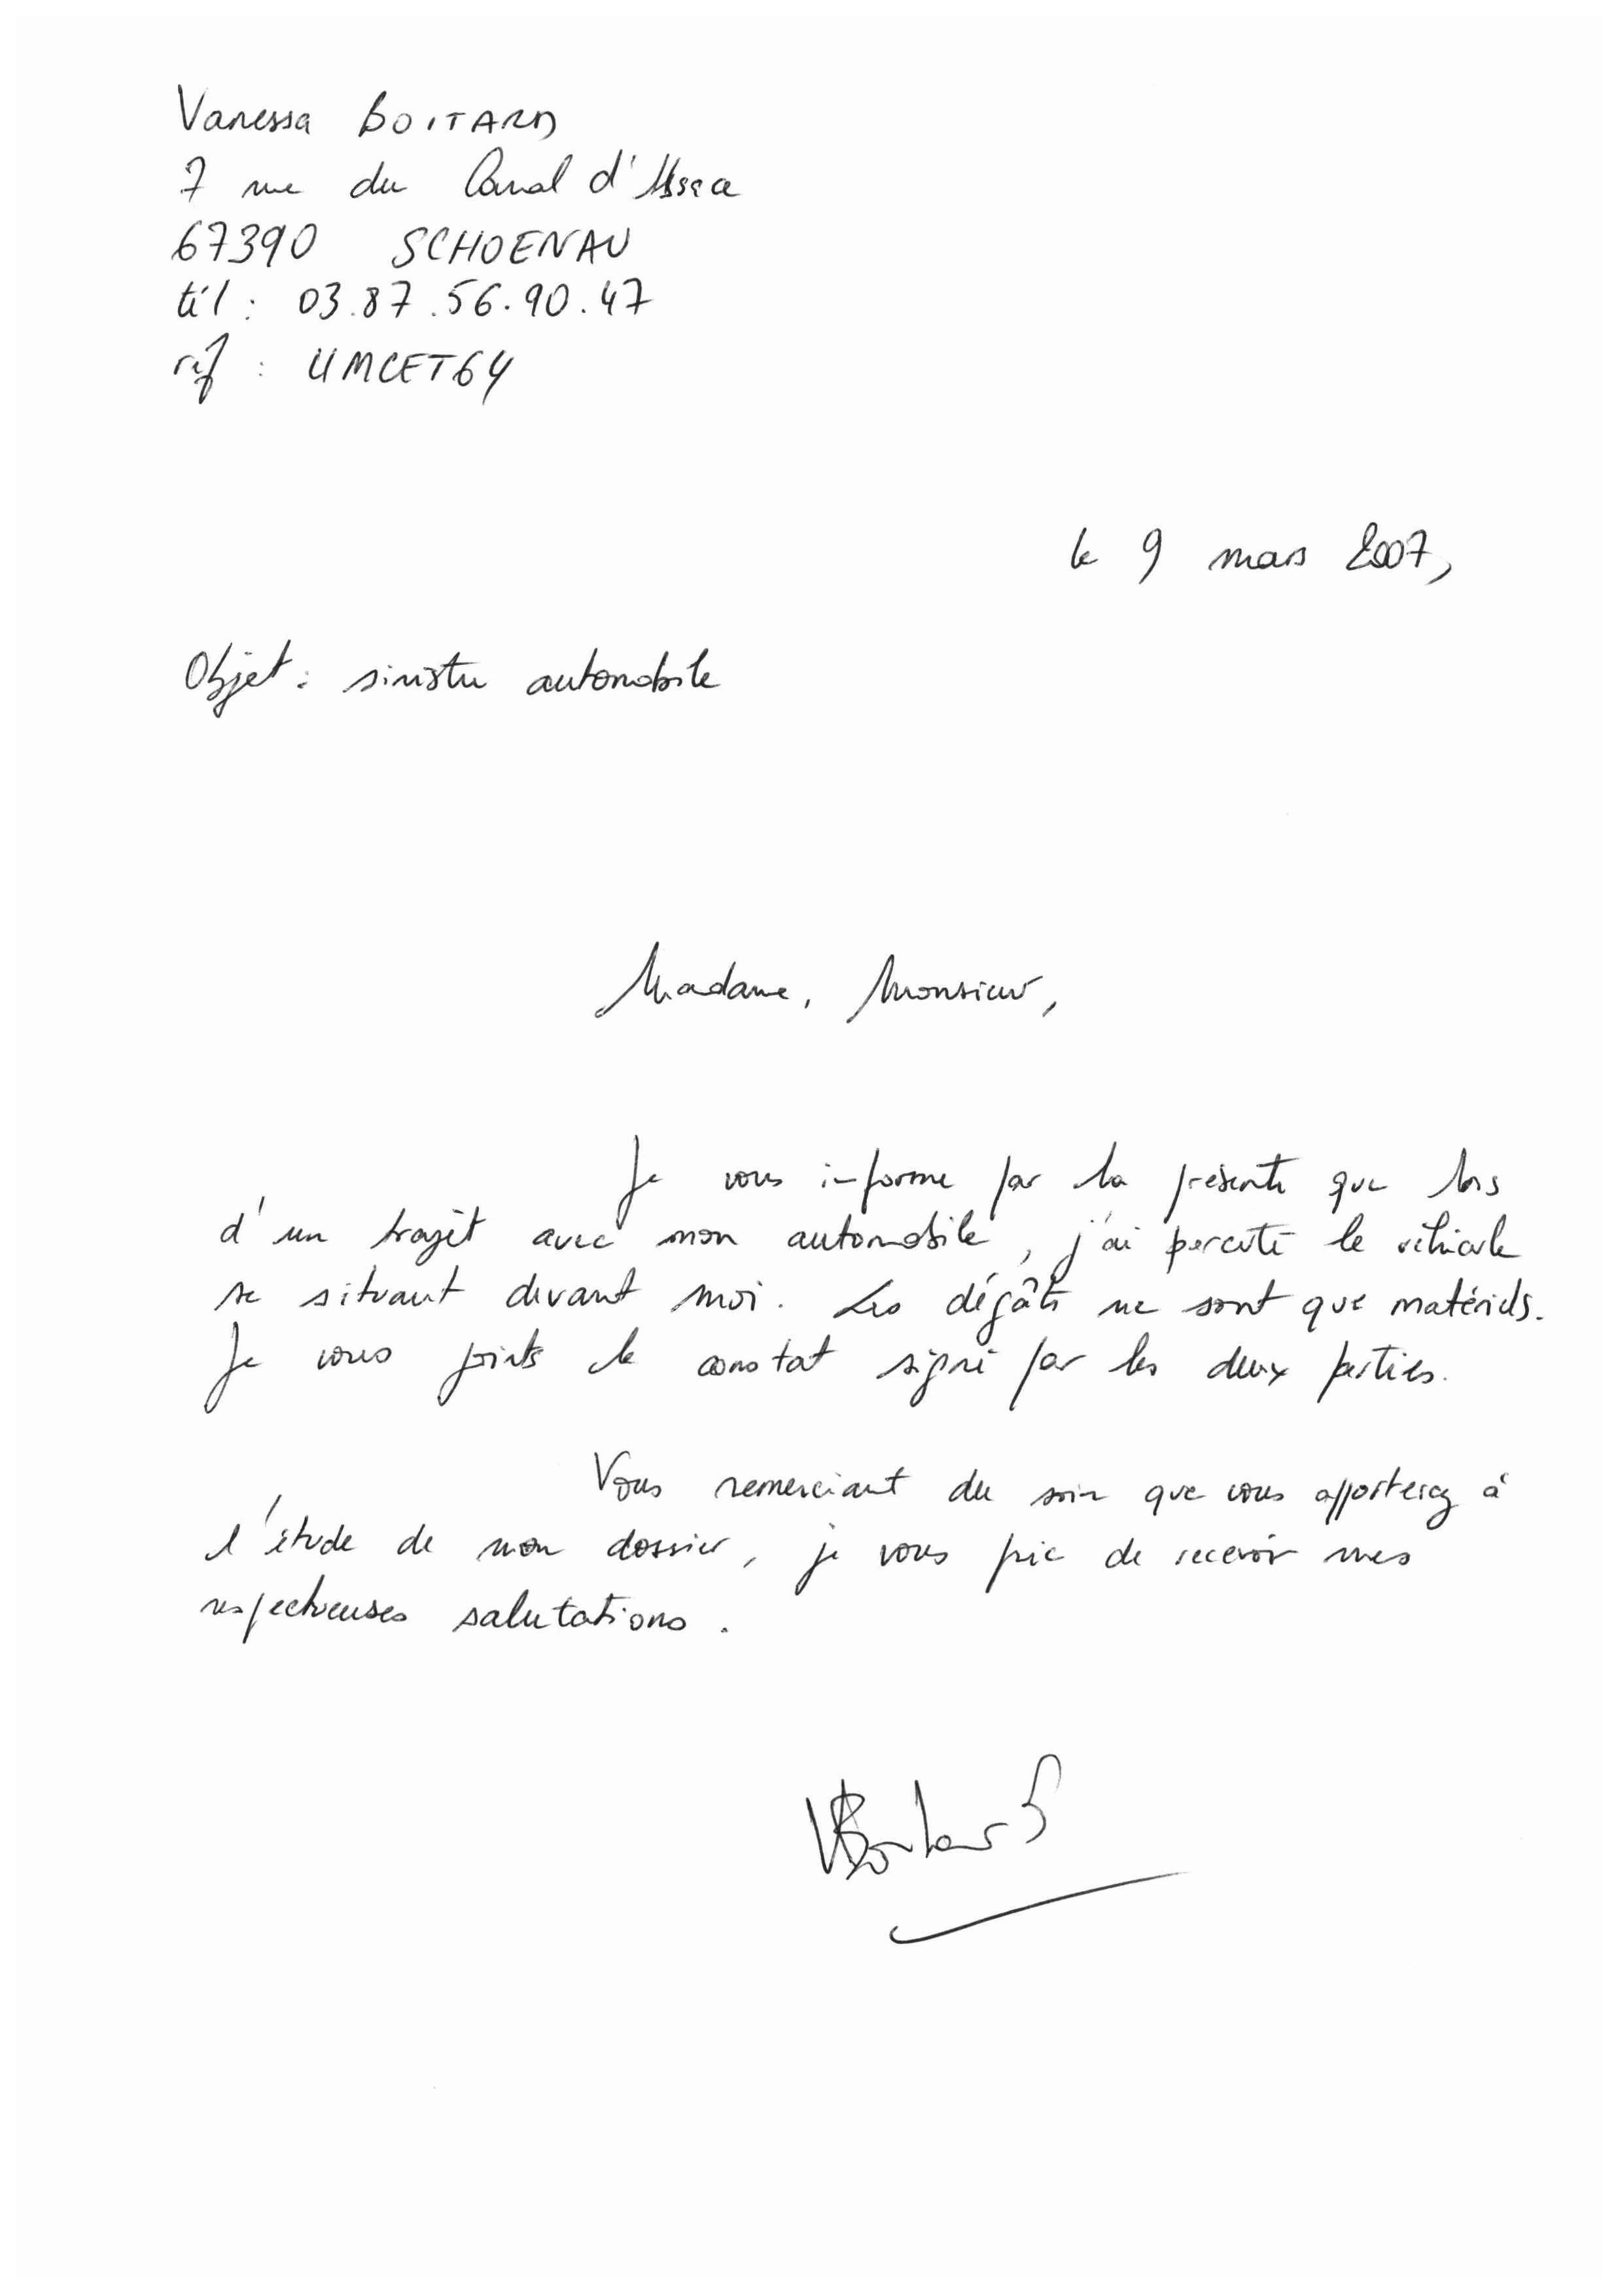 Vanessa BOITARD
7 rue du Canal d'Alsace
67390 SCHOENAU
tél : 03.87.56.90.47
réf : UMCET64
le 9 mars 2007,
Objet : sinistre automobile
Madame, Monsieur,
Je vous informe par la présente que lors
d'un trajêt avec mon automobile, j'ai percuté le véhicule
se situant devant moi. Les dégâts ne sont que matériels.
Je vous joints le constat signé par les deux parties.
Vous remerciant du soin que vous apporterez à
l'étude de mon dossier, je vous prie de recevoir mes
respectueuses salutations.
VBoitard